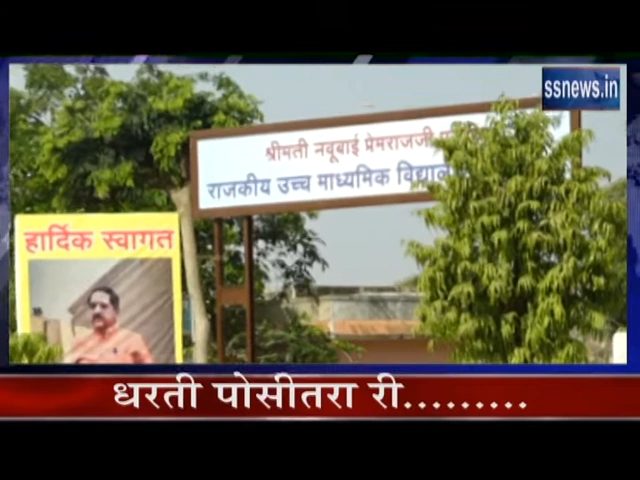 ssnews.in
श्रीमती नवूबाई प्रेमराजजी
राजकीय उच्च माध्यमिक
हार्दिक स्वागत
धरती पोसीतरा री.........